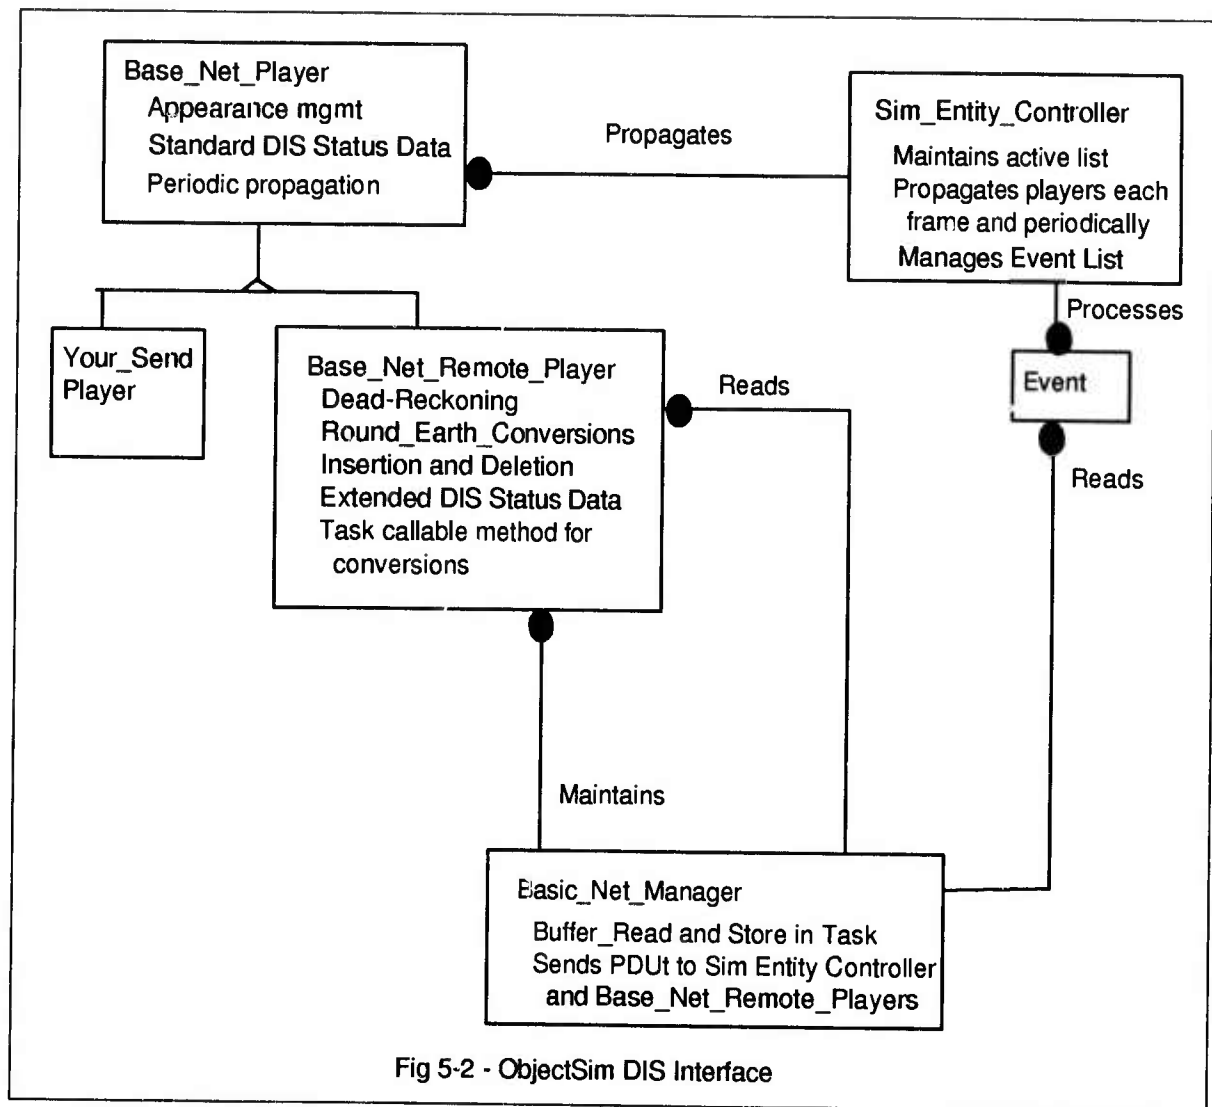 Base_Net_Player
Appearance mgmt
Standard DIS Status Data
Periodic propagation
Propagates
Sim_Entity_Controller
Maintains active list
Propagates players each
frame and periodically
Manages Event List
Processes
Event
Reads
Your_Send
Player
Base_Net_Remote_Player
Dead-Reckoning
Round_Earth_Conversions
Insertion and Deletion
Extended DIS Status Data
Task callable method for
conversions
Reads
Maintains
Basic_Net_Manager
Buffer_Read and Store in Task
Sends PDUt to Sim Entity Controller
and Base_Net_Remote_Players
Fig 5-2 - ObjectSim DIS Interface